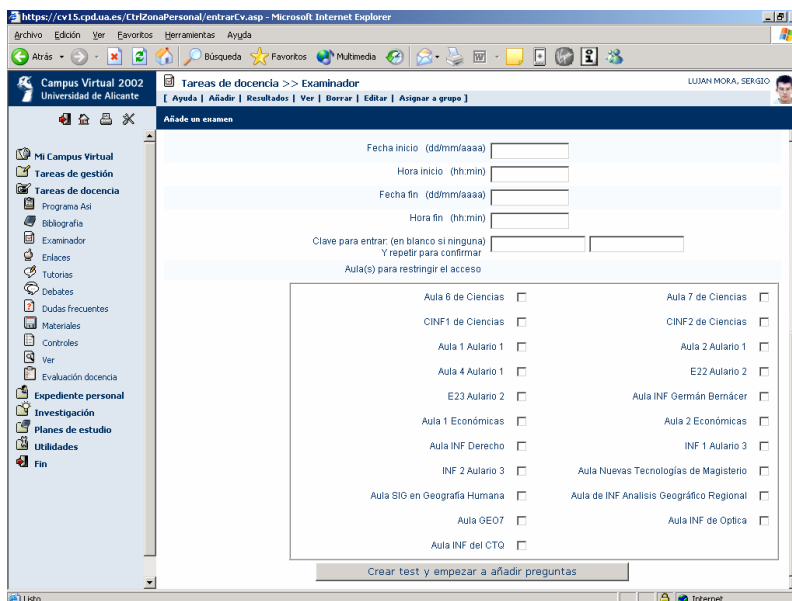 https://cv15.cpd.ua.es/CtrlZonaPersonal/entrarCv.asp - Microsoft Internet Explorer
Archivo Edición Ver Favoritos Herramientas Ayuda
Atrás Búsqueda Favoritos Multimedia
Campus Virtual 2002
Universidad de Alicante
Tareas de docencia >> Examinador
LUJAN MORA, SERGIO
[ Ayuda | Añadir | Resultados | Ver | Borrar | Editar | Asignar a grupo ]
Añade un examen
Mi Campus Virtual
Tareas de gestión
Tareas de docencia
Programa Asi
Bibliografia
Examinador
Enlaces
Tutorias
Debates
Dudas frecuentes
Materiales
Controles
Ver
Evaluación docencia
Expediente personal
Investigación
Planes de estudio
Utilidades
Fin
Fecha inicio (dd/mm/aaaa)
Hora inicio (hh:min)
Fecha fin (dd/mm/aaaa)
Hora fin (hh:min)
Clave para entrar: (en blanco si ninguna)
Y repetir para confirmar
Aula(s) para restringir el acceso
Aula 6 de Ciencias Aula 7 de Ciencias
CINF1 de Ciencias CINF2 de Ciencias
Aula 1 Aulario 1 Aula 2 Aulario 1
Aula 4 Aulario 1 E22 Aulario 2
E23 Aulario 2 Aula INF Germán Bernácer
Aula 1 Económicas Aula 2 Económicas
Aula INF Derecho INF 1 Aulario 3
INF 2 Aulario 3 Aula Nuevas Tecnologías de Magisterio
Aula SIG en Geografía Humana Aula de INF Analisis Geográfico Regional
Aula GEO7 Aula INF de Optica
Aula INF del CTQ
Crear test y empezar a añadir preguntas
Listo Internet